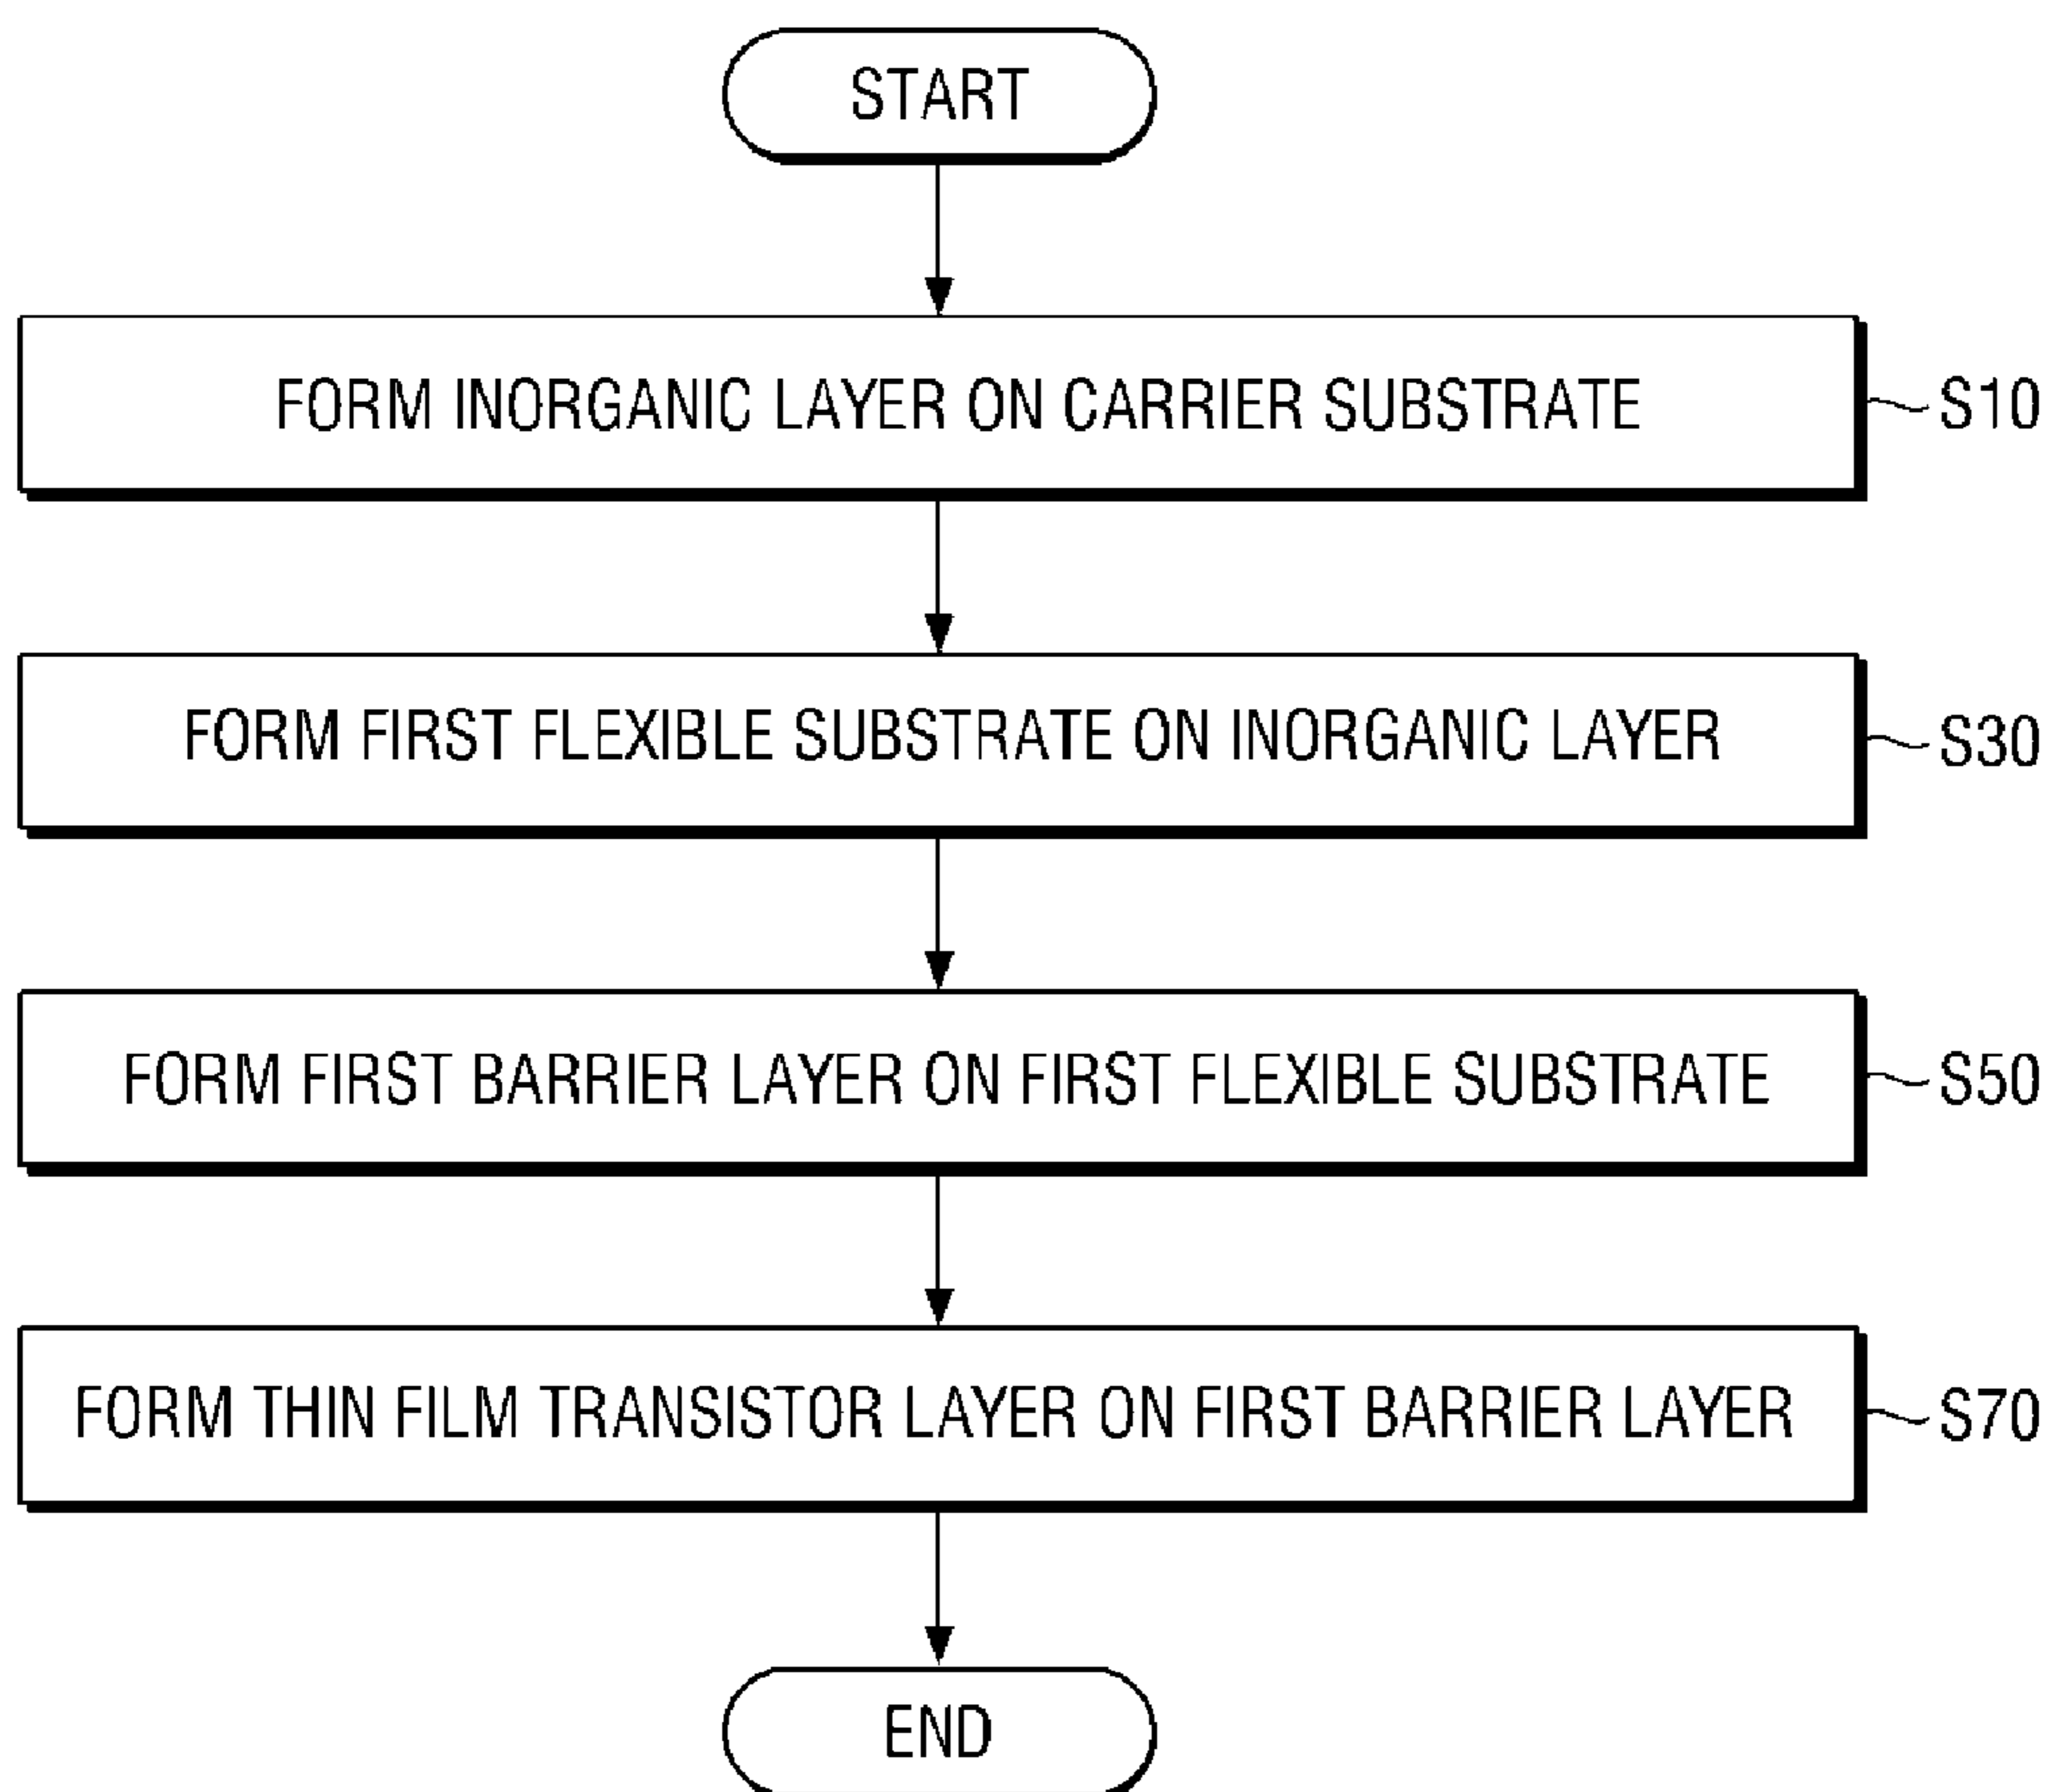 START
FORM INORGANIC LAYER ON CARRIER SUBSTRATE
S10
FORM FIRST FLEXIBLE SUBSTRATE ON INORGANIC LAYER
S30
FORM FIRST BARRIER LAYER ON FIRST FLEXIBLE SUBSTRATE
S50
FORM THIN FILM TRANSISTOR LAYER ON FIRST BARRIER LAYER
S70
END